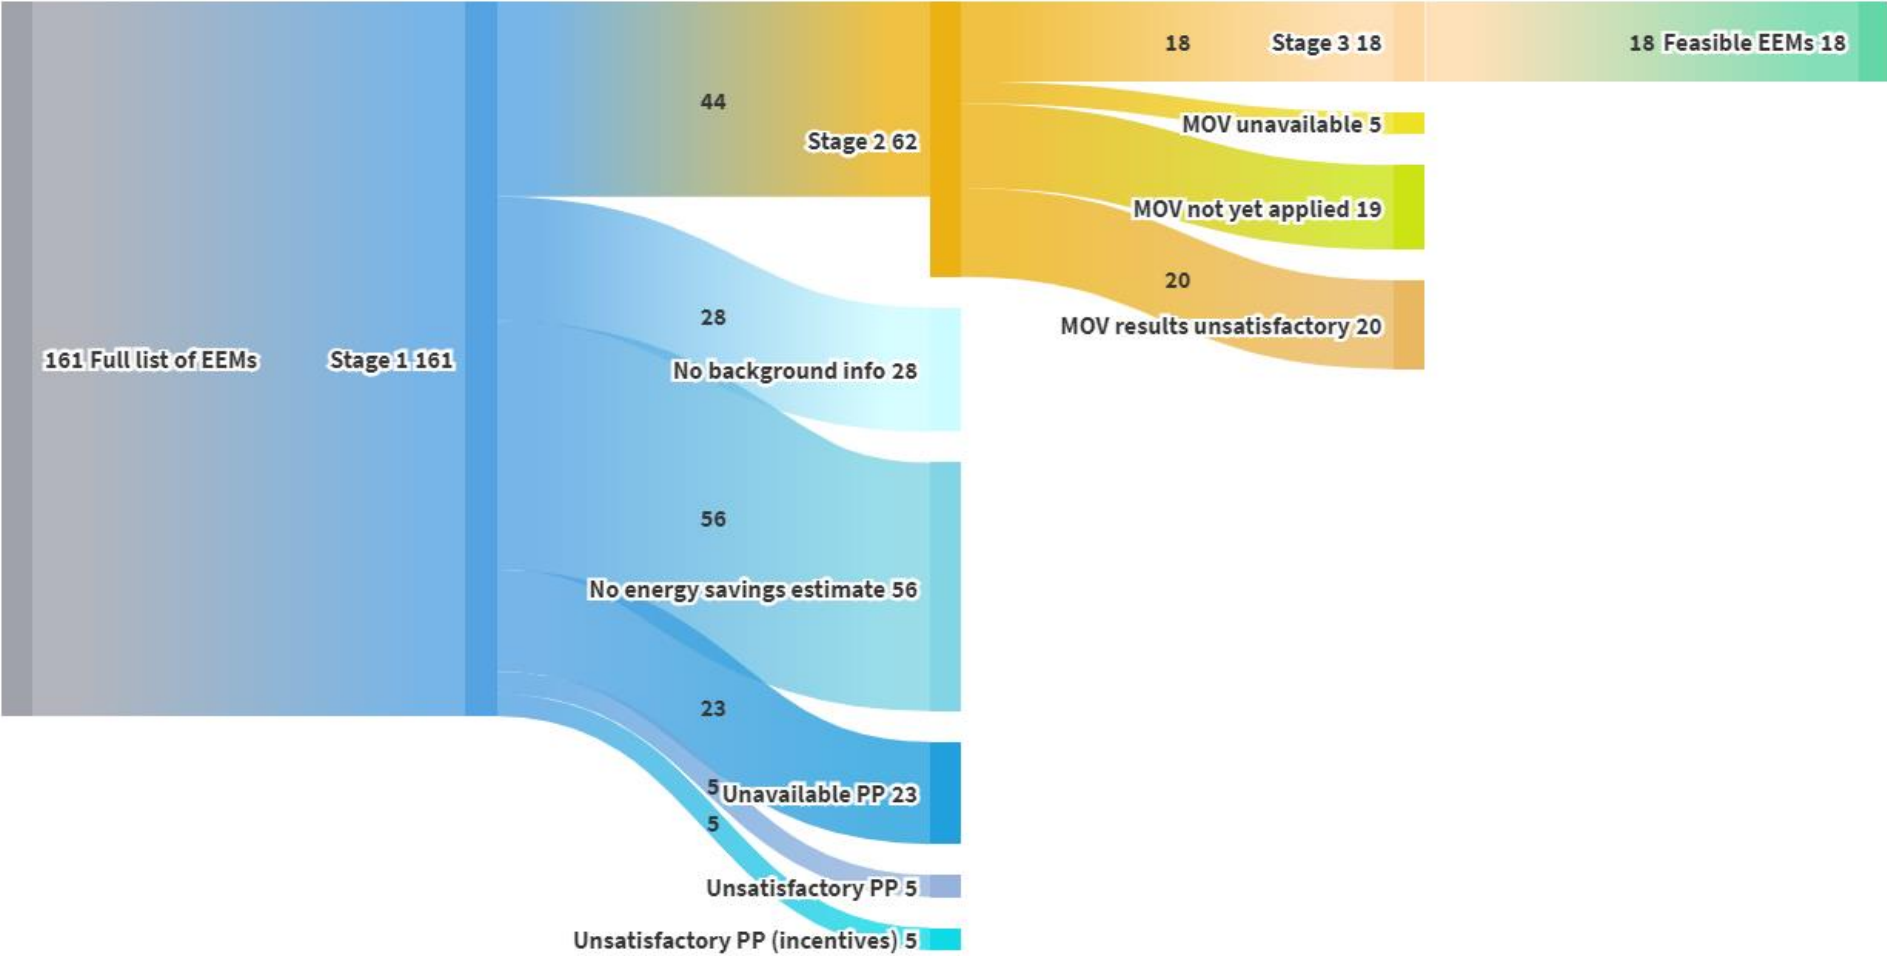 161 Full list of EEMs
Stage 1 161
44
Stage 2 62
18
Stage 3 18
18
Feasible EEMs 18
MOV unavailable 5
MOV not yet applied 19
20
MOV results unsatisfactory 20
28
No background info 28
56
No energy savings estimate 56
23
Unavailable PP 23
5
5
Unsatisfactory PP 5
Unsatisfactory PP (incentives) 5